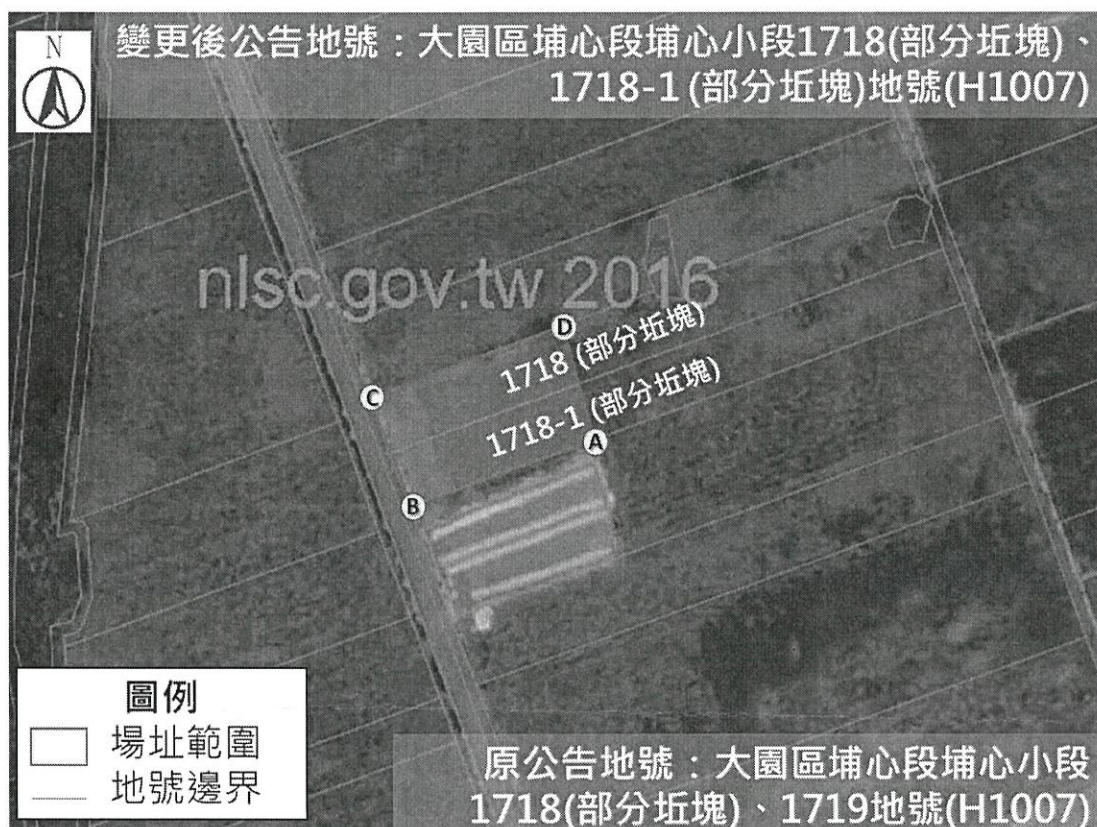 N
變更後公告地號：大園區埔心段埔心小段1718(部分坵塊)、
1718-1 (部分坵塊)地號(H1007)
nlsc.gov.tw 2016
D
1718 (部分坵塊)
C
1718-1 (部分坵塊)
A
B
圖例
場址範圍
地號邊界
原公告地號：大園區埔心段埔心小段
1718(部分坵塊)、1719地號(H1007)